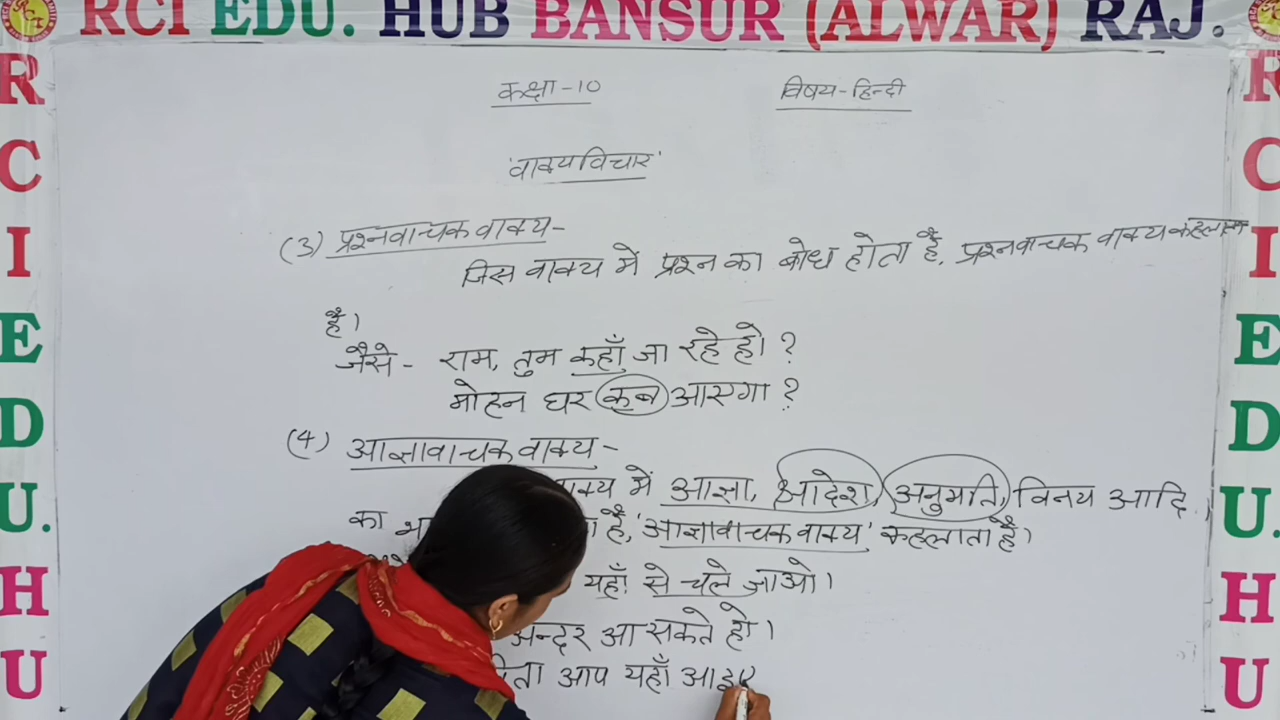 RCI EDU. HUB BANSUR (ALWAR) RAJ.
R
C
I
E
D
U.
H
U
कक्षा-10
विषय-हिन्दी
'वाक्यविचार'
(3) प्रश्नवाचक वाक्य-
जिस वाक्य में प्रश्न का बोध होता है, प्रश्नवाचक वाक्य कहलाता
है।
जैसे- राम, तुम कहाँ जा रहे हो ?
मोहन घर कब आएगा ?
(4) आज्ञावाचक वाक्य-
में आज्ञा, आदेश, अनुमति, विनय आदि
का है, 'आज्ञावाचक वाक्य' कहलाता है।
यहाँ से चले जाओ।
अन्दर आ सकते हो।
आप यहाँ आइए
R
C
I
E
D
U.
H
U